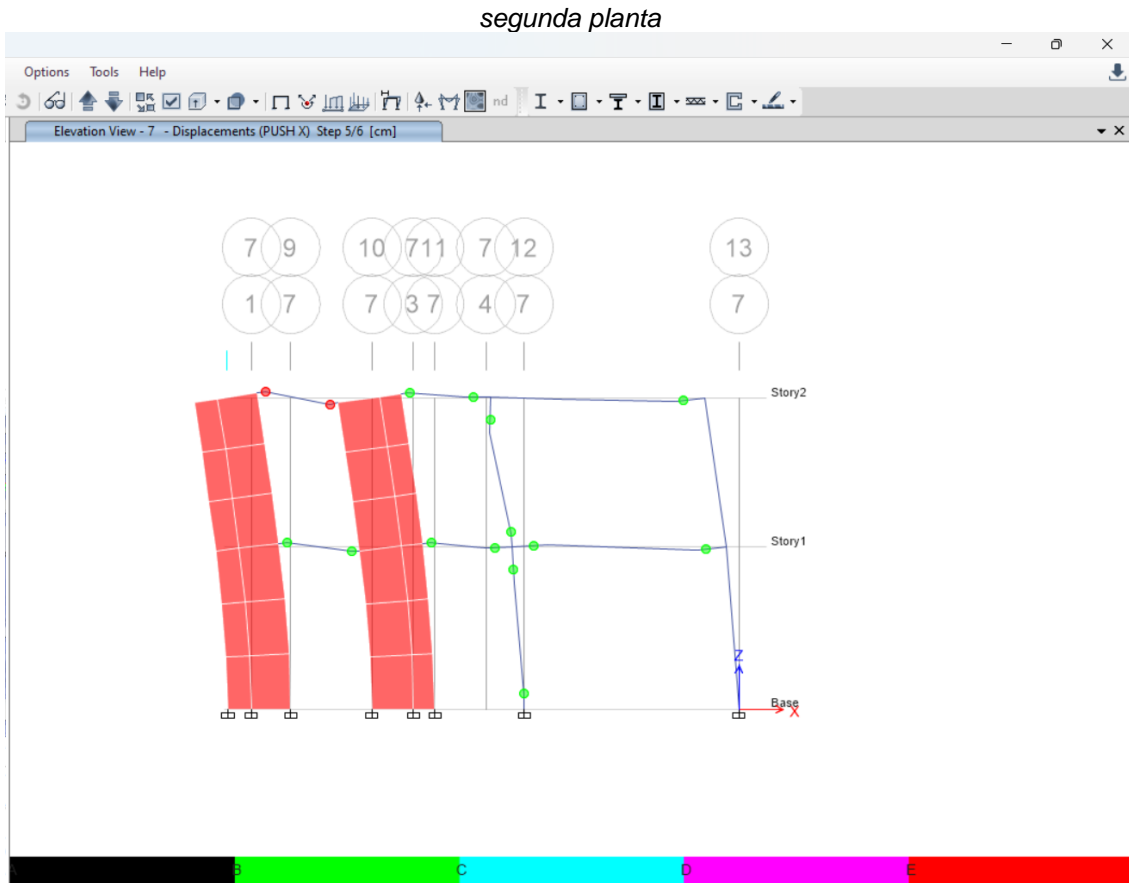 segunda planta
Options Tools Help
nd
Elevation View - 7 - Displacements (PUSH X) Step 5/6 [cm]
7 9 10 7 11 7 12 13
1 7 7 3 7 4 7 7
Story2
Story1
Z
Base
X
A B C D E